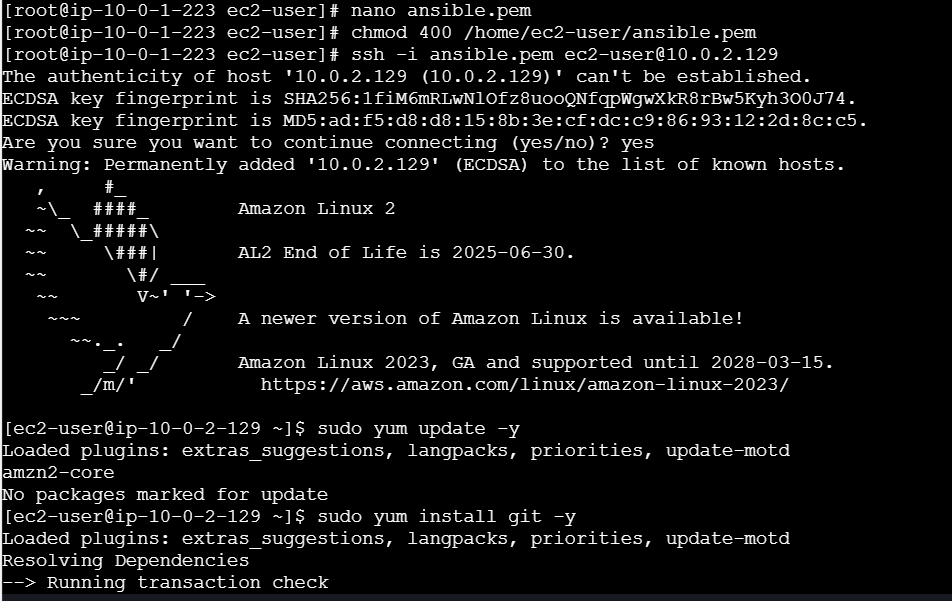 [root@ip-10-0-1-223 ec2-user]# nano ansible.pem
[root@ip-10-0-1-223 ec2-user]# chmod 400 /home/ec2-user/ansible.pem
[root@ip-10-0-1-223 ec2-user]# ssh -i ansible.pem ec2-user@10.0.2.129
The authenticity of host '10.0.2.129 (10.0.2.129)' can't be established.
ECDSA key fingerprint is SHA256:1fiM6mRLwNlOfz8uooQNfqpWgwXkR8rBw5Kyh3O0J74.
ECDSA key fingerprint is MD5:ad:f5:d8:d8:15:8b:3e:cf:dc:c9:86:93:12:2d:8c:c5.
Are you sure you want to continue connecting (yes/no)? yes
Warning: Permanently added '10.0.2.129' (ECDSA) to the list of known hosts.
   ,     #_
   ~\_  ####_        Amazon Linux 2
  ~~  \_#####\
  ~~     \###|       AL2 End of Life is 2025-06-30.
  ~~       \#/ ___
   ~~       V~' '->
    ~~~         /    A newer version of Amazon Linux is available!
      ~~._.   _/
         _/ _/       Amazon Linux 2023, GA and supported until 2028-03-15.
       _/m/'           https://aws.amazon.com/linux/amazon-linux-2023/
[ec2-user@ip-10-0-2-129 ~]$ sudo yum update -y
Loaded plugins: extras_suggestions, langpacks, priorities, update-motd
amzn2-core
No packages marked for update
[ec2-user@ip-10-0-2-129 ~]$ sudo yum install git -y
Loaded plugins: extras_suggestions, langpacks, priorities, update-motd
Resolving Dependencies
--> Running transaction check